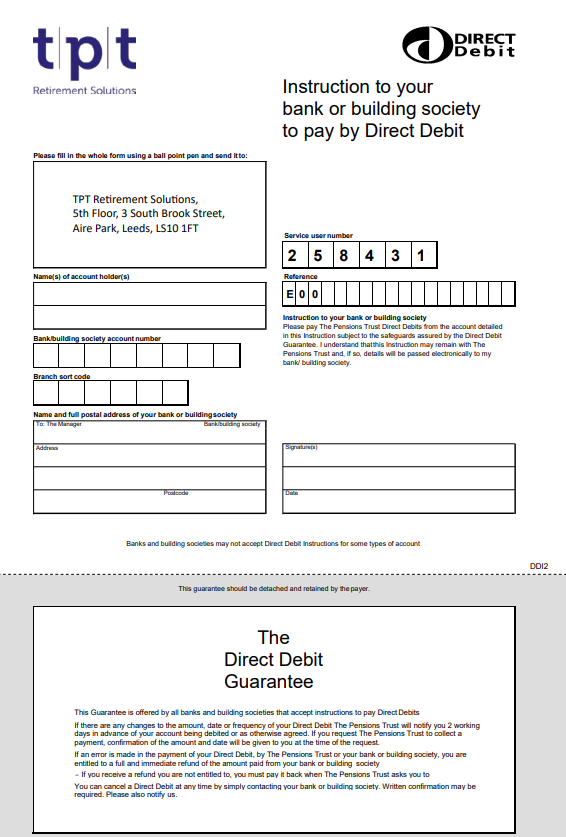 tpt
Retirement Solutions
DIRECT
Debit
Instruction to your
bank or building society
to pay by Direct Debit
Please fill in the whole form using a ball point pen and send it to:
TPT Retirement Solutions,
5th Floor, 3 South Brook Street,
Aire Park, Leeds, LS10 1FT
Service user number
2 5 8 4 3 1
Name(s) of account holder(s)
Reference
E 0 0
Instruction to your bank or building society
Please pay The Pensions Trust Direct Debits from the account detailed
in this Instruction subject to the safeguards assured by the Direct Debit
Guarantee. I understand that this Instruction may remain with The
Pensions Trust and, if so, details will be passed electronically to my
bank/ building society.
Bank/building society account number
Branch sort code
Name and full postal address of your bank or building society
To: The Manager Bank/building society
Address
Postcode
Signature(s)
Date
Banks and building societies may not accept Direct Debit Instructions for some types of account
DDI2
This guarantee should be detached and retained by the payer.
The
Direct Debit
Guarantee
This Guarantee is offered by all banks and building societies that accept instructions to pay Direct Debits
If there are any changes to the amount, date or frequency of your Direct Debit The Pensions Trust will notify you 2 working
days in advance of your account being debited or as otherwise agreed. If you request The Pensions Trust to collect a
payment, confirmation of the amount and date will be given to you at the time of the request.
If an error is made in the payment of your Direct Debit, by The Pensions Trust or your bank or building society, you are
entitled to a full and immediate refund of the amount paid from your bank or building society
– If you receive a refund you are not entitled to, you must pay it back when The Pensions Trust asks you to
You can cancel a Direct Debit at any time by simply contacting your bank or building society. Written confirmation may be
required. Please also notify us.